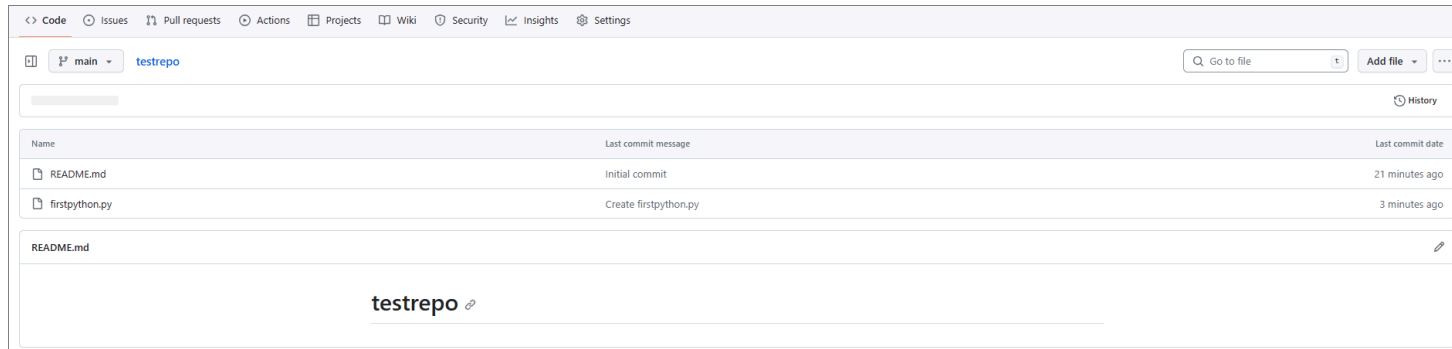 <> Code Issues Pull requests Actions Projects Wiki Security Insights Settings
main testrepo Go to file t Add file ...
History
Name Last commit message Last commit date
README.md Initial commit 21 minutes ago
firstpython.py Create firstpython.py 3 minutes ago
README.md
testrepo